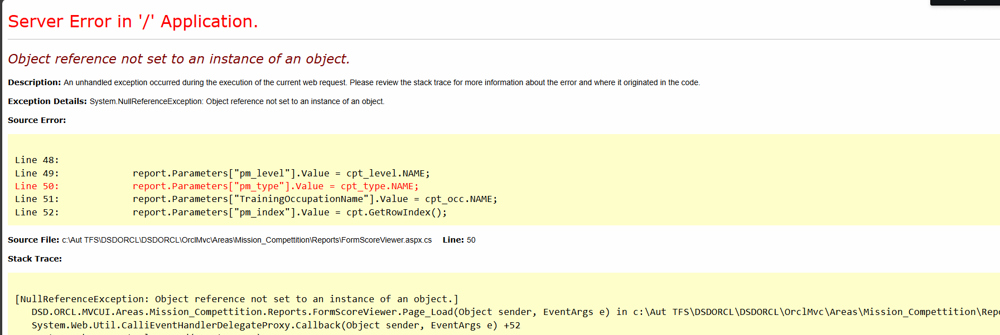 Server Error in '/' Application.
Object reference not set to an instance of an object.
Description: An unhandled exception occurred during the execution of the current web request. Please review the stack trace for more information about the error and where it originated in the code.
Exception Details: System.NullReferenceException: Object reference not set to an instance of an object.
Source Error:
Line 48:
Line 49:             report.Parameters["pm_level"].Value = cpt_level.NAME;
Line 50:             report.Parameters["pm_type"].Value = cpt_type.NAME;
Line 51:             report.Parameters["TrainingOccupationName"].Value = cpt_occ.NAME;
Line 52:             report.Parameters["pm_index"].Value = cpt.GetRowIndex();
Source File: c:\Aut TFS\DSDORCL\DSDORCL\OrclMvc\Areas\Mission_Compettition\Reports\FormScoreViewer.aspx.cs    Line: 50
Stack Trace:
[NullReferenceException: Object reference not set to an instance of an object.]
   DSD.ORCL.MVCUI.Areas.Mission_Compettition.Reports.FormScoreViewer.Page_Load(Object sender, EventArgs e) in c:\Aut TFS\DSDORCL\DSDORCL\OrclMvc\Areas\Mission_Compettition\Rep
   System.Web.Util.CalliEventHandlerDelegateProxy.Callback(Object sender, EventArgs e) +52